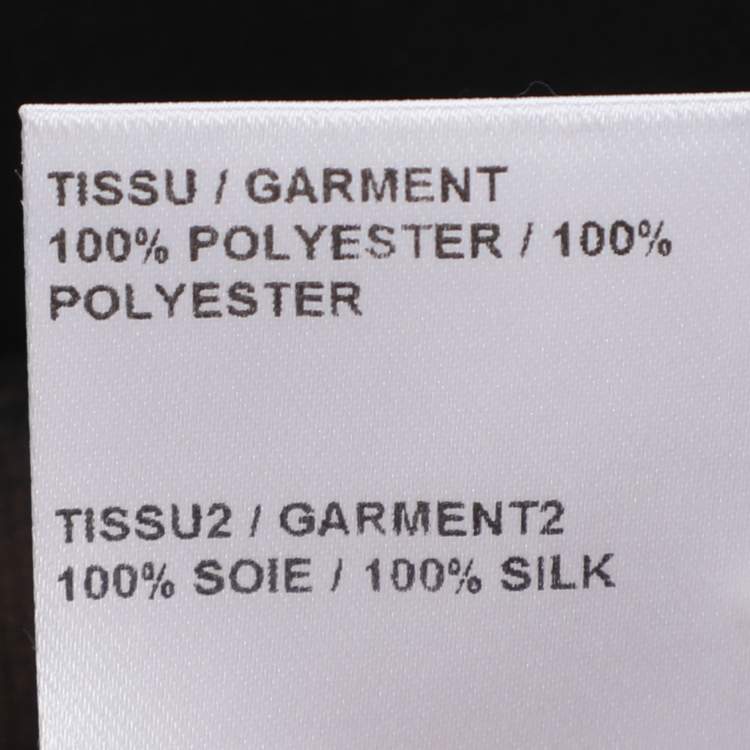 TISSU / GARMENT
100% POLYESTER / 100%
POLYESTER
TISSU2 / GARMENT2
100% SOIE / 100% SILK